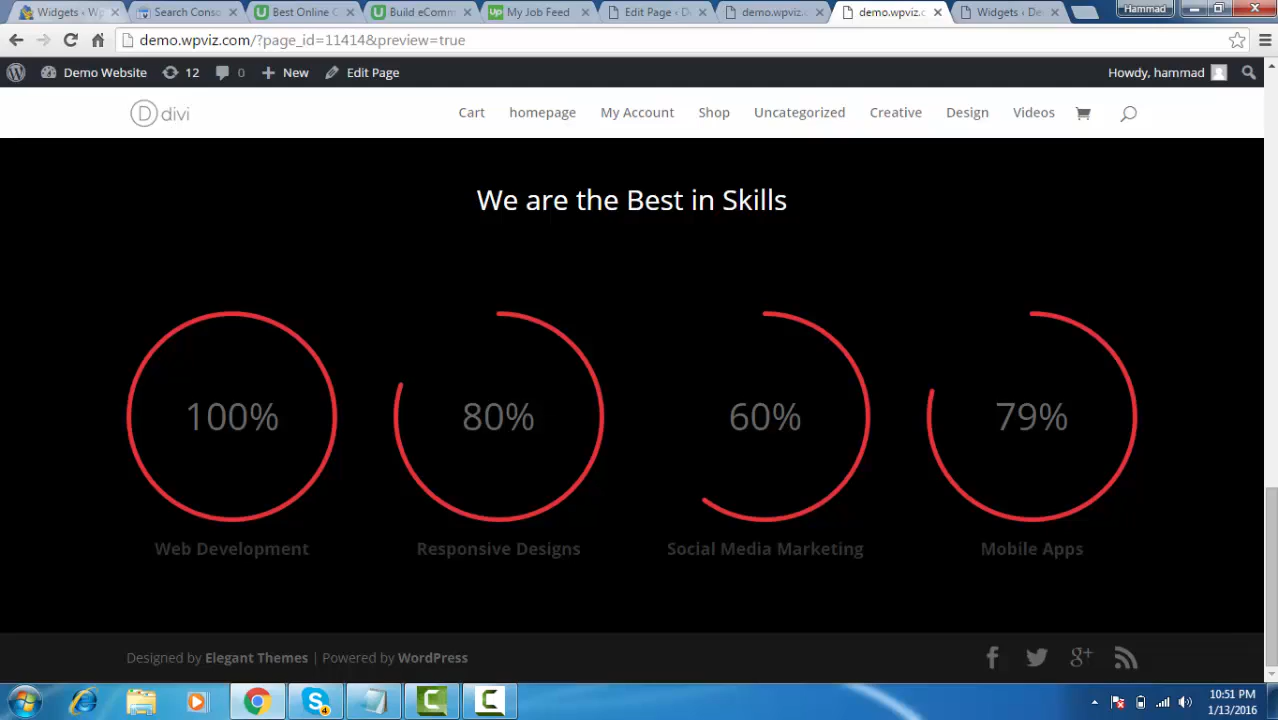 Widgets ‹ Wp
Search Conso
Best Online C
Build eComm
My Job Feed
Edit Page ‹ D
demo.wpviz.c
demo.wpviz.c
Widgets ‹ De
Hammad
demo.wpviz.com/?page_id=11414&preview=true
Demo Website 12 0 New Edit Page Howdy, hammad
D divi Cart homepage My Account Shop Uncategorized Creative Design Videos
We are the Best in Skills
100% 80% 60% 79%
Web Development Responsive Designs Social Media Marketing Mobile Apps
Designed by Elegant Themes | Powered by WordPress
10:51 PM
1/13/2016